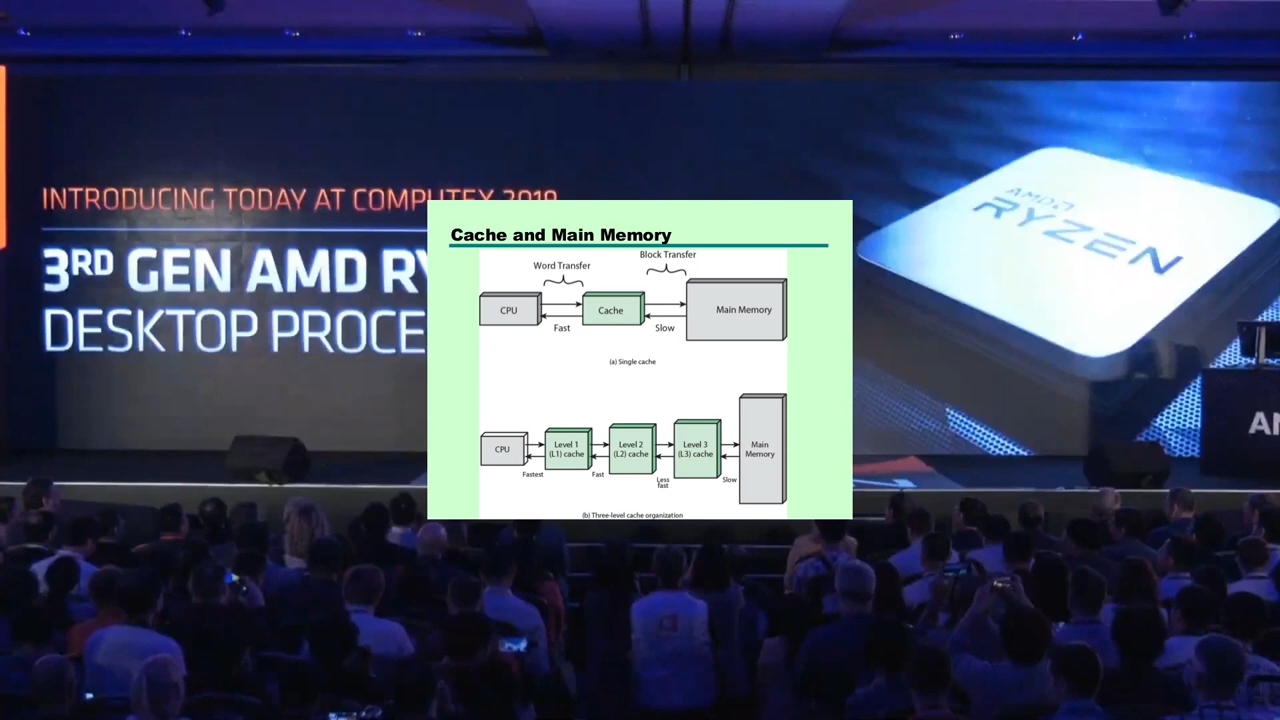 INTRODUCING TODAY AT COMPUTEX 2019
3RD GEN AMD RY
DESKTOP PROCE
AMD
RYZEN
Cache and Main Memory
Block Transfer
Word Transfer
CPU
Cache
Main Memory
Fast
Slow
(a) Single cache
CPU
Level 1
(L1) cache
Level 2
(L2) cache
Level 3
(L3) cache
Main
Memory
Fastest
Fast
Less
fast
Slow
(b) Three-level cache organization